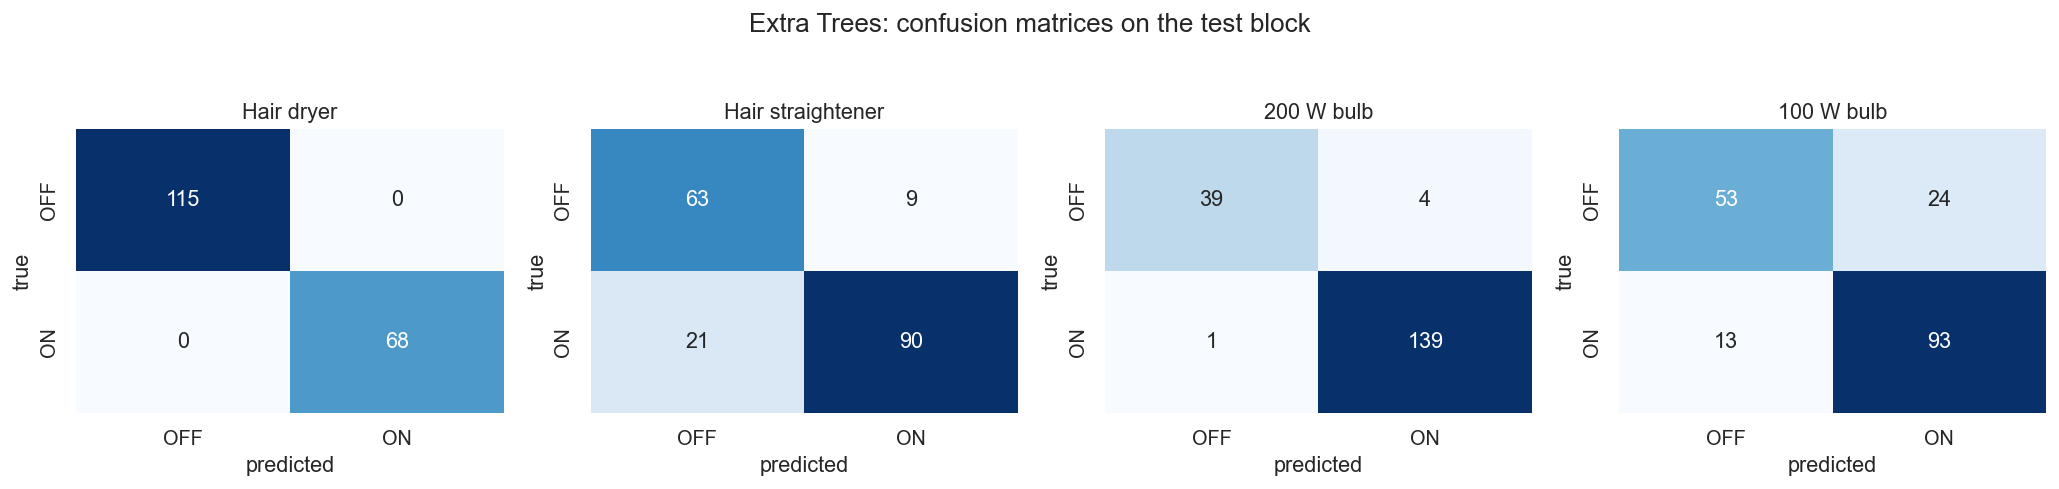 Extra Trees: confusion matrices on the test block
Hair dryer
true
OFF
ON
115
0
0
68
OFF
ON
predicted
Hair straightener
true
OFF
ON
63
9
21
90
OFF
ON
predicted
200 W bulb
true
OFF
ON
39
4
1
139
OFF
ON
predicted
100 W bulb
true
OFF
ON
53
24
13
93
OFF
ON
predicted